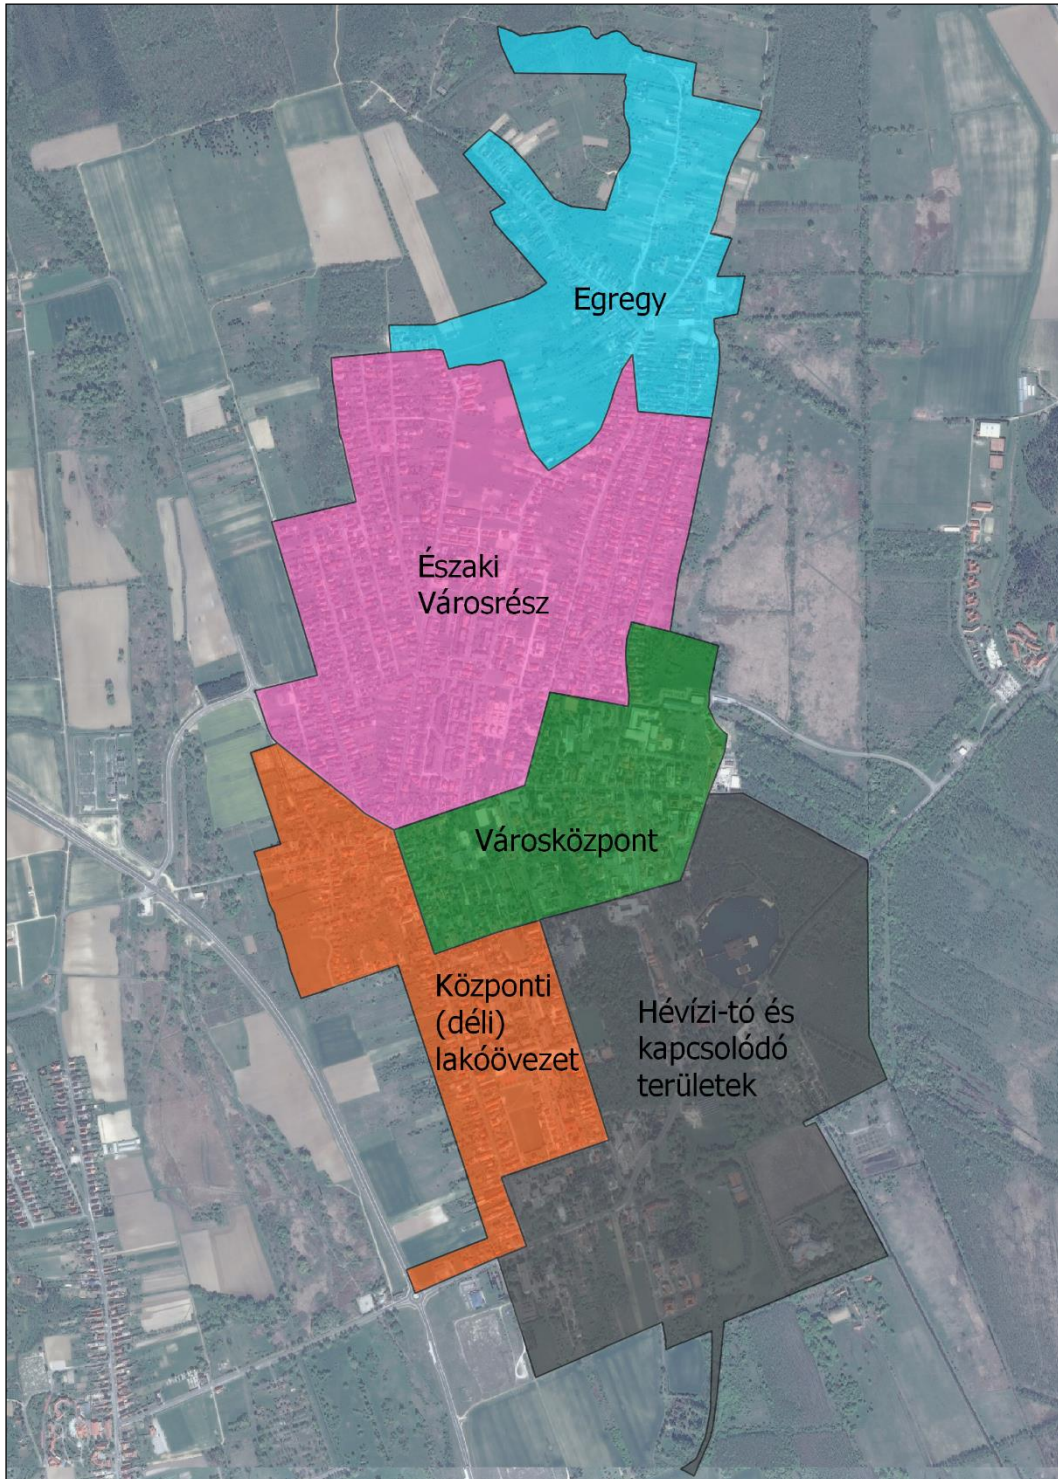 Egregy
Északi
Városrész
Városközpont
Központi
(déli)
lakóövezet
Hévízi-tó és
kapcsolódó
területek